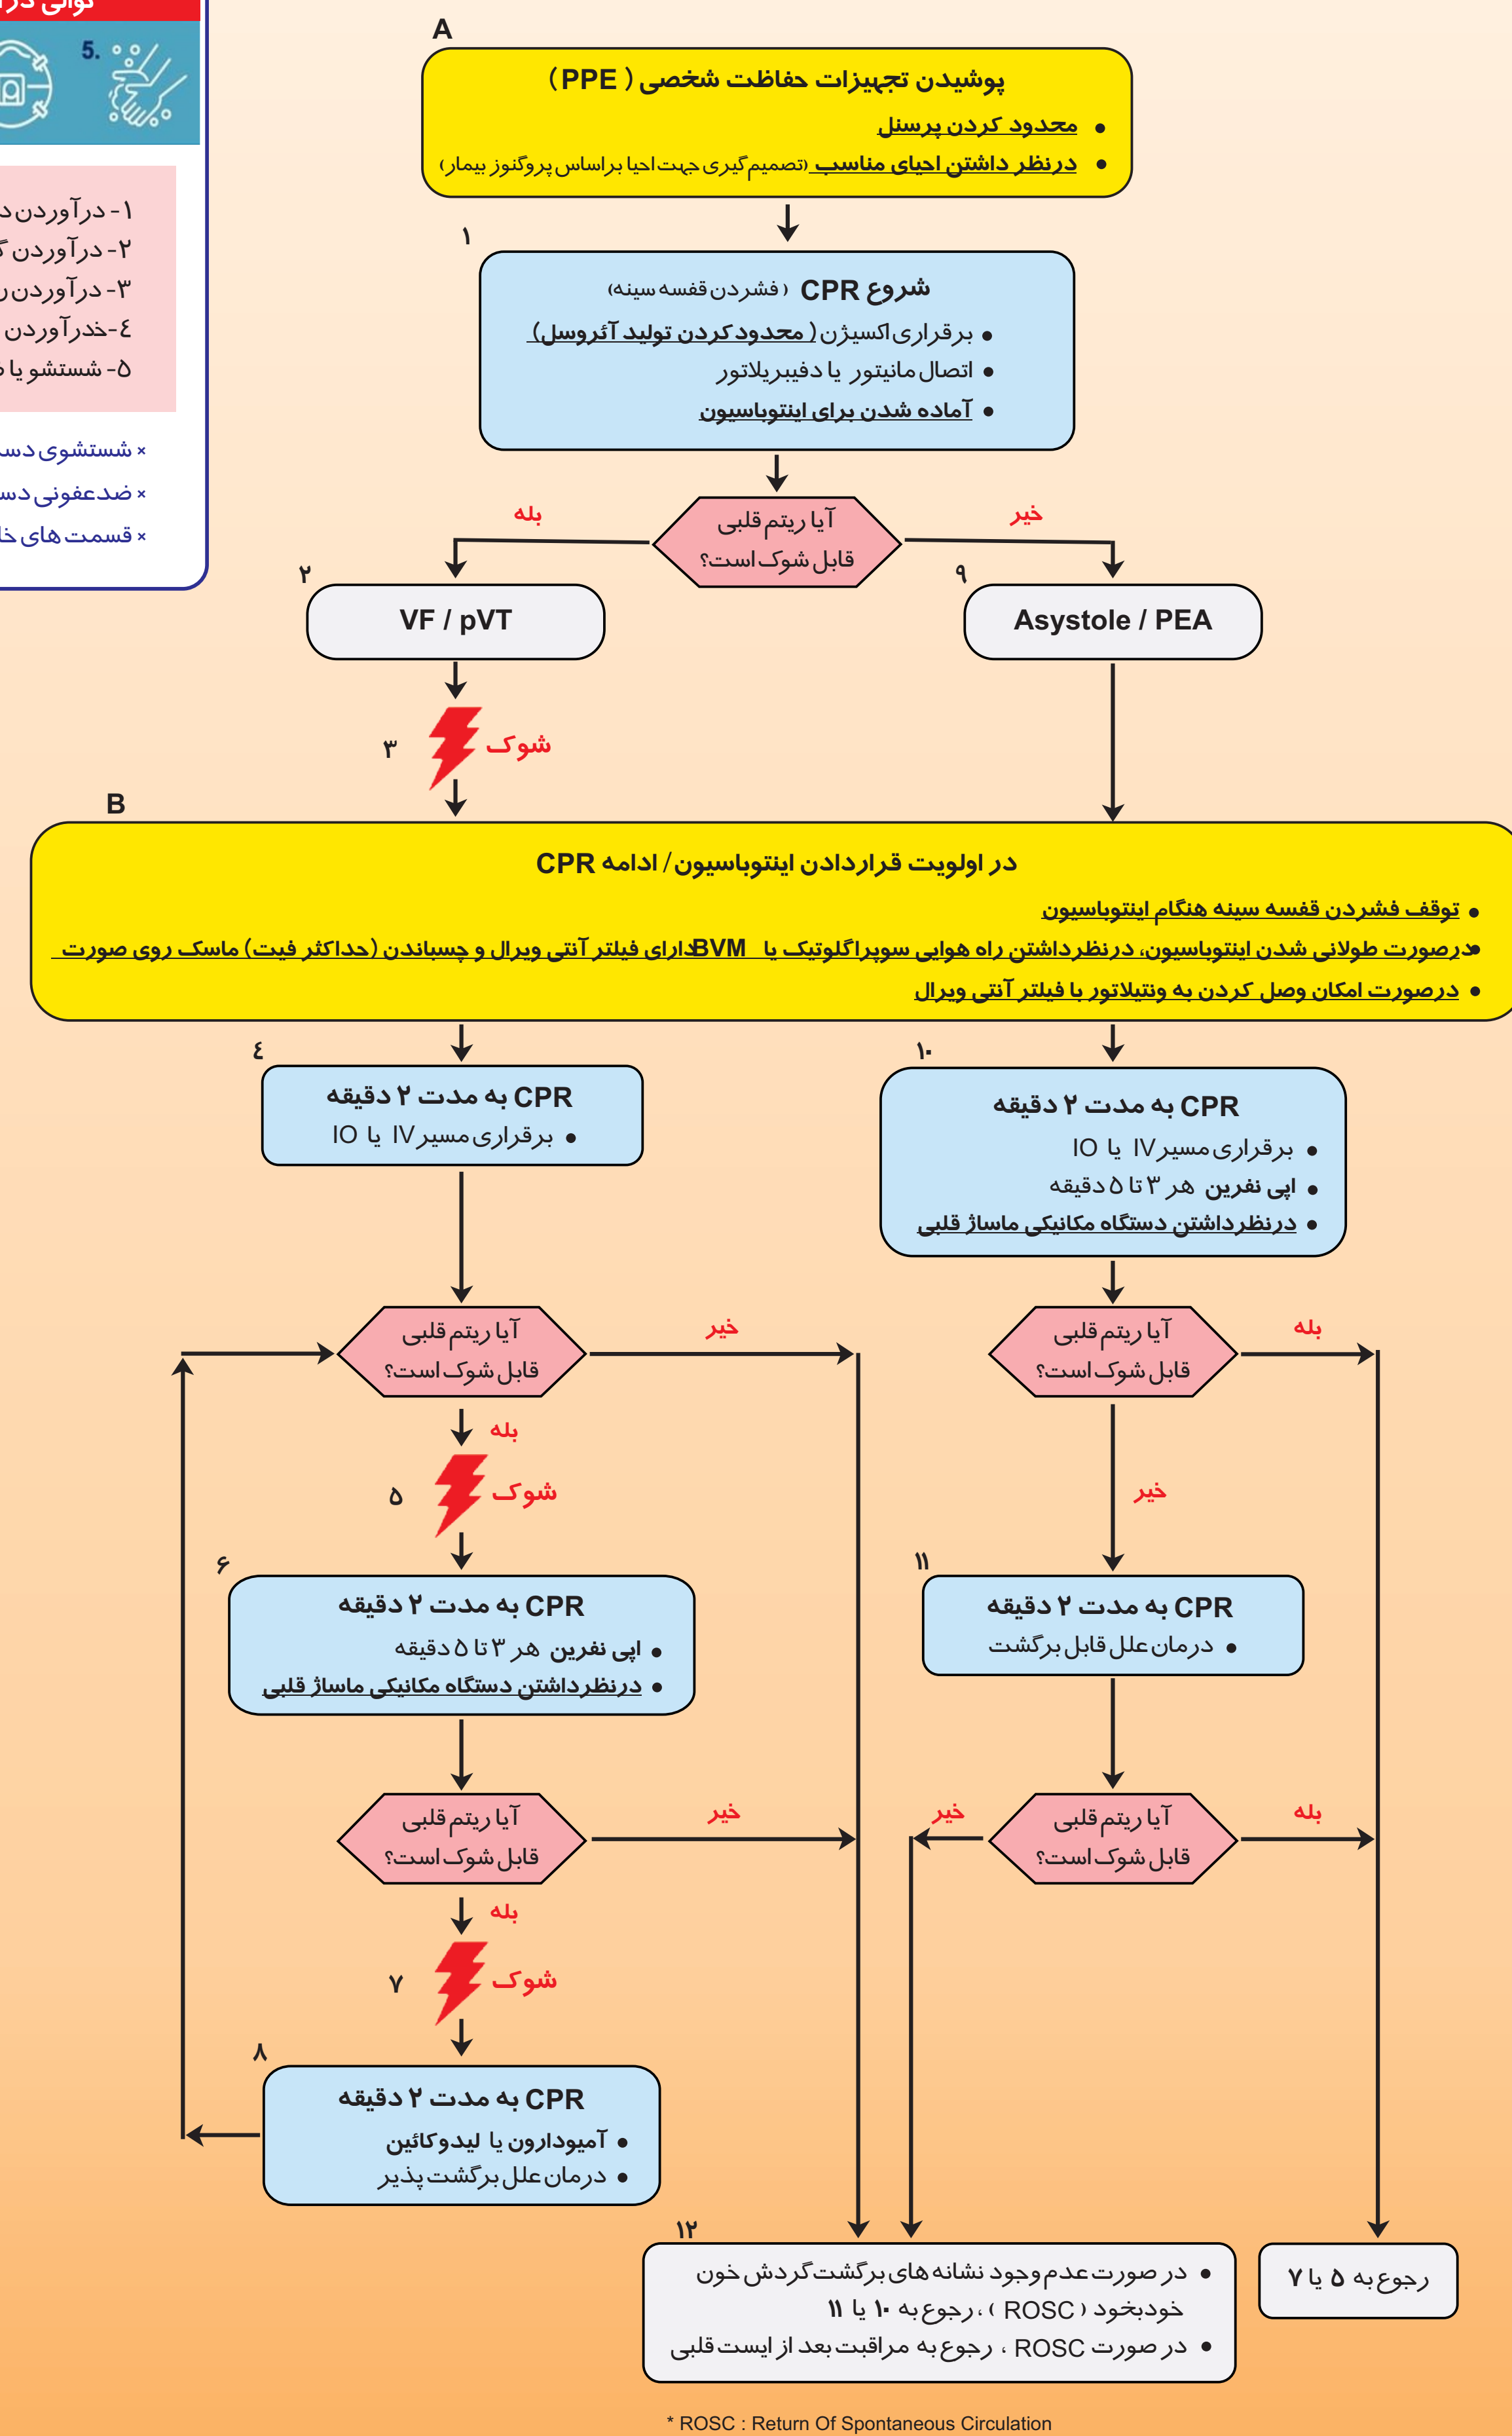 توالی در
5.
۱- درآوردن
۲- درآوردن
۳- درآوردن
٤-خدرآوردن
۵- شستشو یا
× شستشوی
× ضدعفونی
× قسمت های
A
پوشیدن تجهیزات حفاظت شخصی ( PPE )
• محدود کردن پرسنل
• درنظر داشتن احیای مناسب (تصمیم‌گیری جهت احیا براساس پروگنوز بیمار)
۱
شروع CPR (فشردن قفسه سینه)
• برقراری اکسیژن ( محدودکردن تولید آئروسل)
• اتصال مانیتور یا دفیبریلاتور
• آماده شدن برای اینتوباسیون
آیا ریتم قلبی
قابل شوک است؟
بله
خیر
۲
VF / pVT
۹
Asystole / PEA
۳
شوک
B
در اولویت قراردادن اینتوباسیون/ ادامه CPR
• توقف فشردن قفسه سینه هنگام اینتوباسیون
• درصورت طولانی شدن اینتوباسیون، درنظرداشتن راه هوایی سوپراگلوتیک یا BVM دارای فیلتر آنتی ویرال و چسباندن (حداکثر فیت) ماسک روی صورت
• درصورت امکان وصل کردن به ونتیلاتور با فیلتر آنتی ویرال
٤
CPR به مدت ۲ دقیقه
• برقراری مسیر IV یا IO
۱۰
CPR به مدت ۲ دقیقه
• برقراری مسیر IV یا IO
• اپی نفرین هر ۳ تا ۵ دقیقه
• درنظرداشتن دستگاه مکانیکی ماساژ قلبی
آیا ریتم قلبی
قابل شوک است؟
خیر
بله
آیا ریتم قلبی
قابل شوک است؟
بله
خیر
۵
شوک
۶
CPR به مدت ۲ دقیقه
• اپی نفرین هر ۳ تا ۵ دقیقه
• درنظرداشتن دستگاه مکانیکی ماساژ قلبی
۱۱
CPR به مدت ۲ دقیقه
• درمان علل قابل برگشت
آیا ریتم قلبی
قابل شوک است؟
خیر
بله
آیا ریتم قلبی
قابل شوک است؟
خیر
بله
۷
شوک
۸
CPR به مدت ۲ دقیقه
• آمیودارون یا لیدوکائین
• درمان علل برگشت پذیر
۱۲
• در صورت عدم وجود نشانه های برگشت گردش خون
خودبخود ( ROSC ) ، رجوع به ۱۰ یا ۱۱
• در صورت ROSC ، رجوع به مراقبت بعد از ایست قلبی
رجوع به ۵ یا ۷
* ROSC : Return Of Spontaneous Circulation